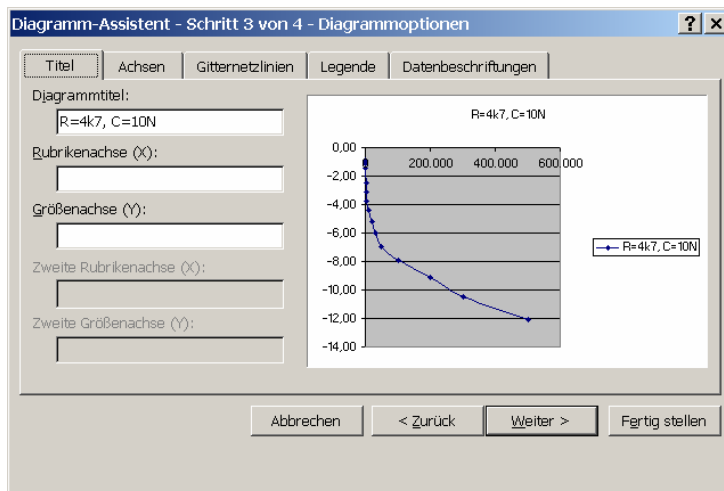 Diagramm-Assistent - Schritt 3 von 4 - Diagrammoptionen
Titel Achsen Gitternetzlinien Legende Datenbeschriftungen
Diagrammtitel:
R=4k7, C=10N
Rubrikenachse (X):
Größenachse (Y):
Zweite Rubrikenachse (X):
Zweite Größenachse (Y):
R=4k7, C=10N
0,00
200.000 400.000 600.000
-2,00
-4,00
-6,00
-8,00
-10,00
-12,00
-14,00
R=4k7, C=10N
Abbrechen < Zurück Weiter > Fertig stellen